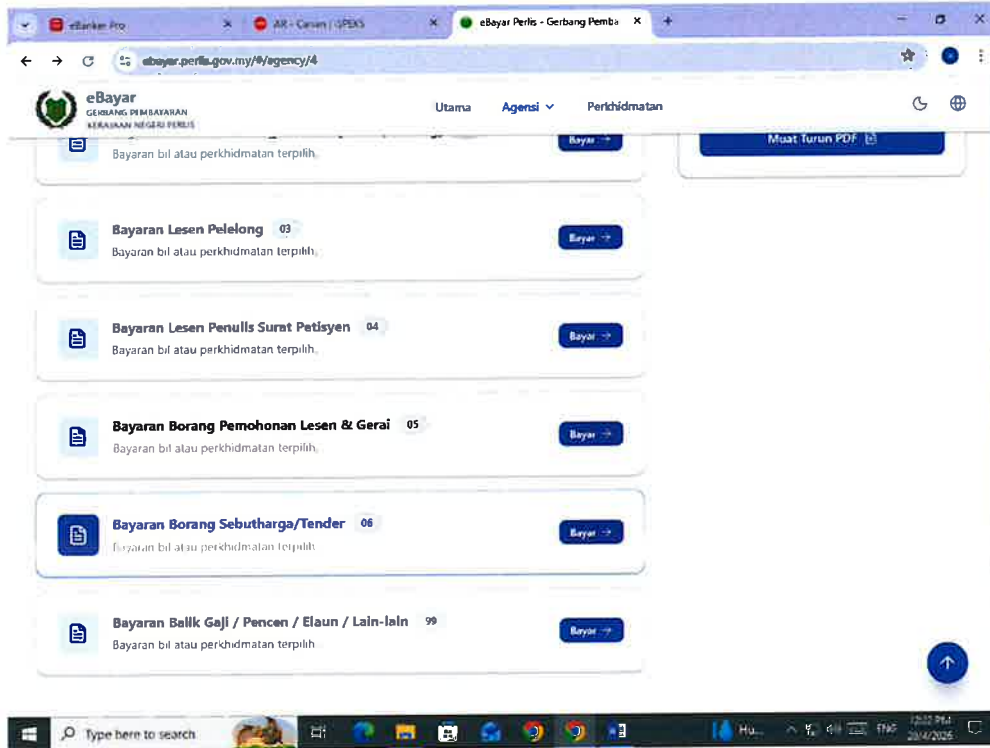 eBanker Pro
eBayar Perlis - Gerbang Pemba
ebayar.perlis.gov.my/#/agency/4
eBayar
GERBANG PEMBAYARAN
KERAJAAN NEGERI PERLIS
Utama Agensi Perkhidmatan
Bayaran bil atau perkhidmatan terpilih.
Bayar →
Muat Turun PDF
Bayaran Lesen Pelelong 03
Bayaran bil atau perkhidmatan terpilih.
Bayar →
Bayaran Lesen Penulis Surat Petisyen 04
Bayaran bil atau perkhidmatan terpilih.
Bayar →
Bayaran Borang Pemohonan Lesen & Gerai 05
Bayaran bil atau perkhidmatan terpilih.
Bayar →
Bayaran Borang Sebutharga/Tender 06
Bayaran bil atau perkhidmatan terpilih.
Bayar →
Bayaran Balik Gaji / Pencen / Elaun / Lain-lain 99
Bayaran bil atau perkhidmatan terpilih.
Bayar →
Type here to search
Hu...
ENG
20/4/2026